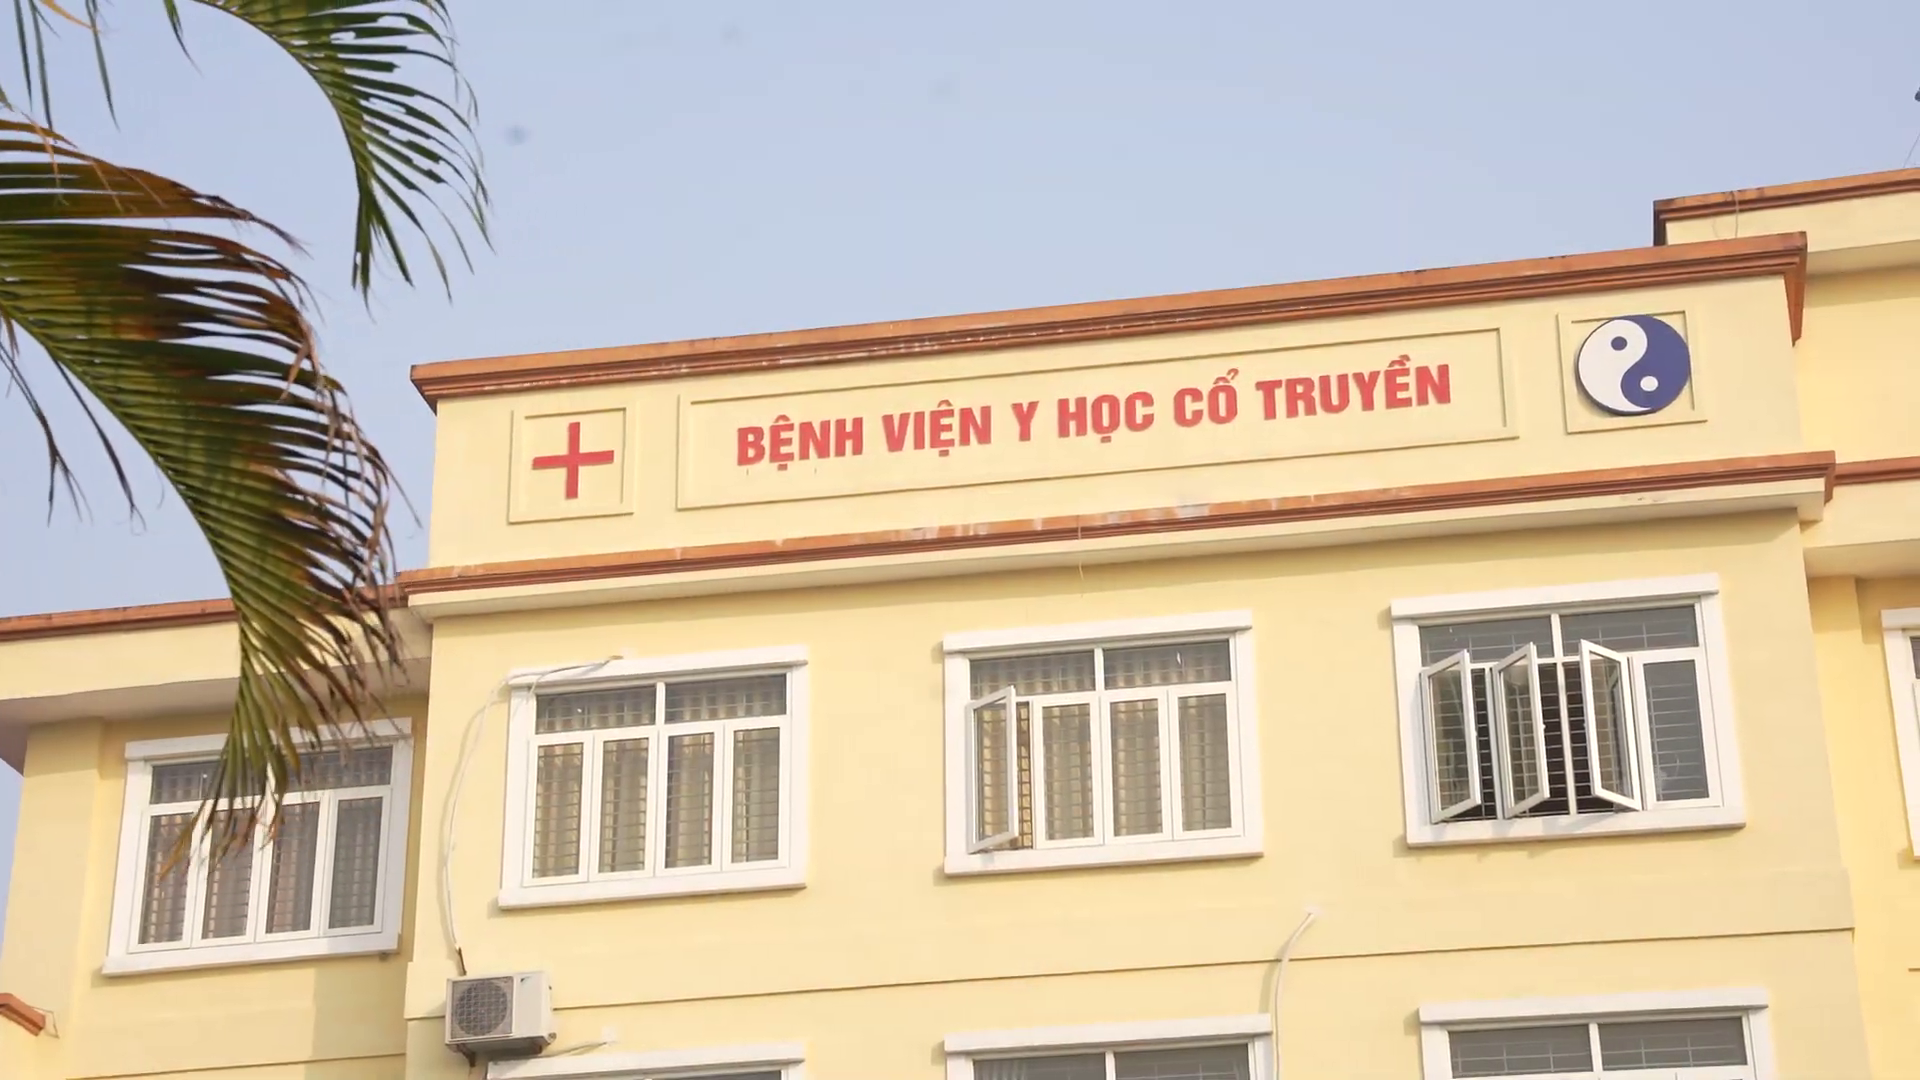 BỆNH VIỆN Y HỌC CỔ TRUYỀN